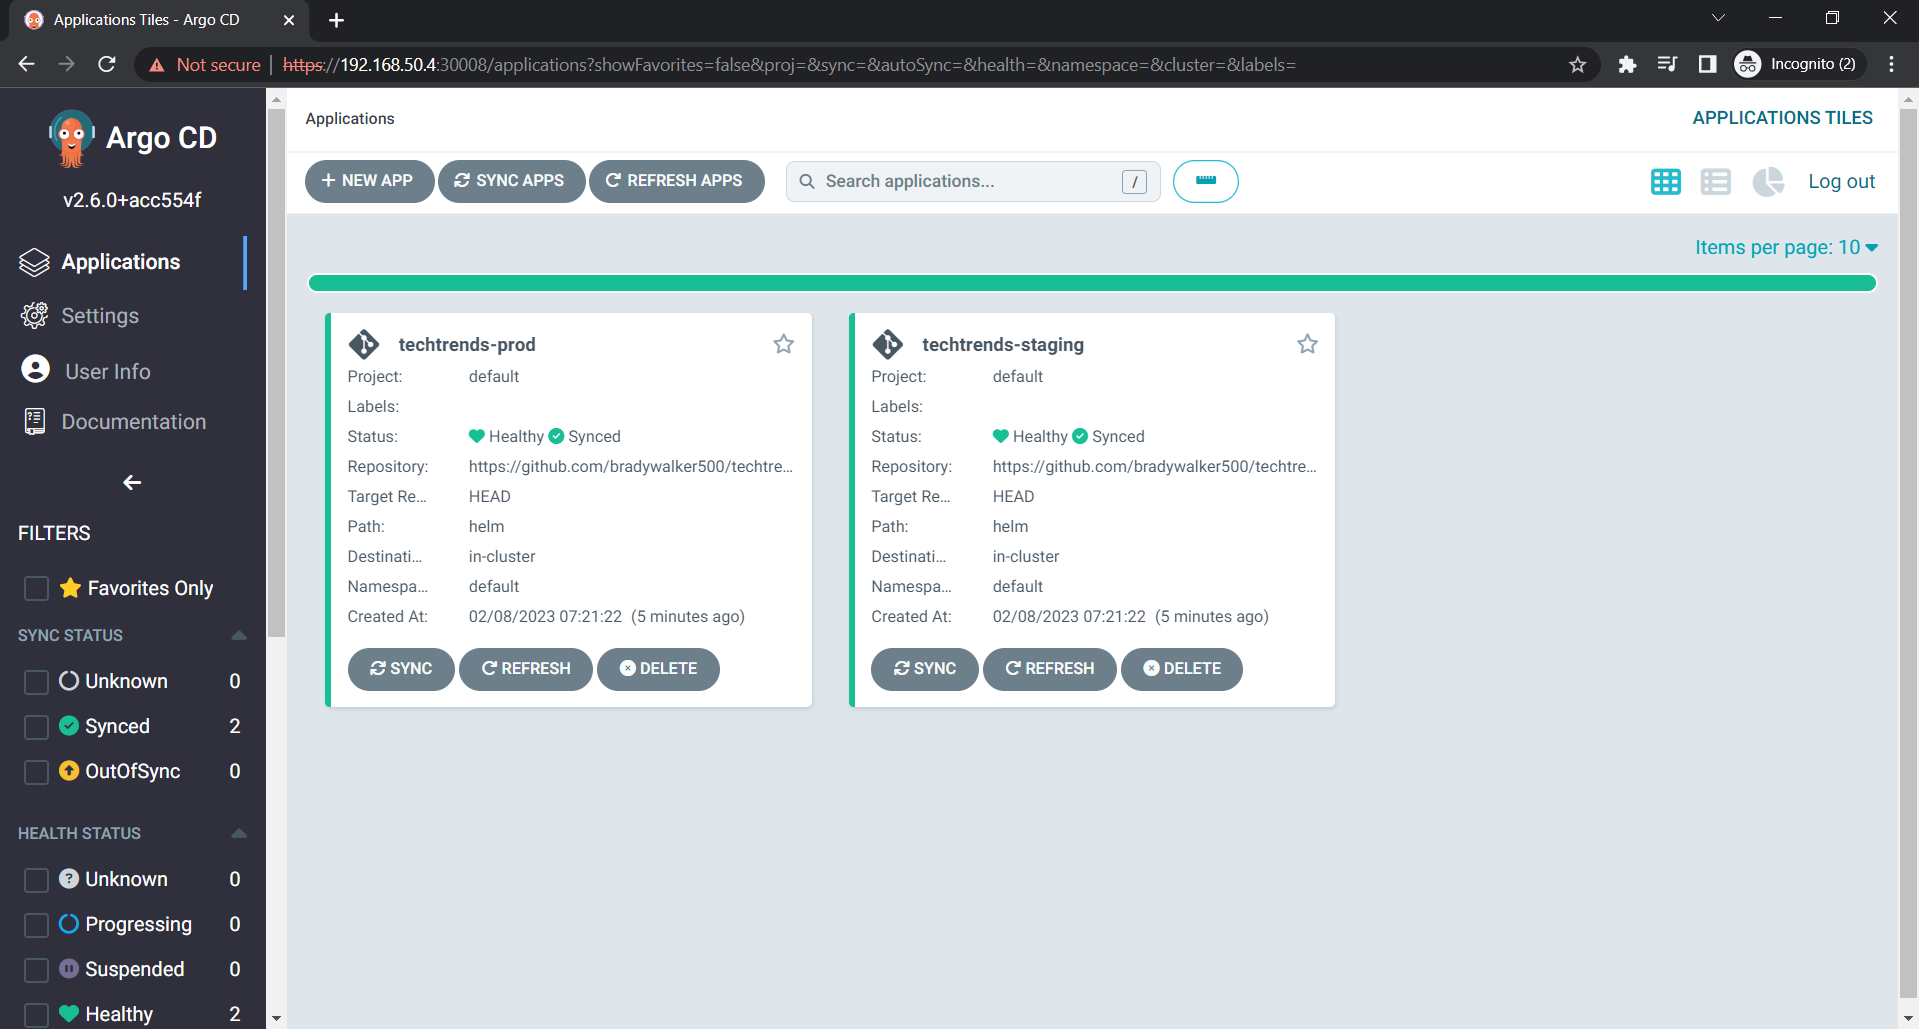 Applications Tiles - Argo CD
Not secure | https://192.168.50.4:30008/applications?showFavorites=false&proj=&sync=&autoSync=&health=&namespace=&cluster=&labels=
Incognito (2)
Argo CD
v2.6.0+acc554f
Applications
Settings
User Info
Documentation
FILTERS
Favorites Only
SYNC STATUS
Unknown 0
Synced 2
OutOfSync 0
HEALTH STATUS
Unknown 0
Progressing 0
Suspended 0
Healthy 2
Applications
APPLICATIONS TILES
+ NEW APP
SYNC APPS
REFRESH APPS
Search applications...
/
Log out
Items per page: 10
techtrends-prod
Project: default
Labels:
Status: Healthy Synced
Repository: https://github.com/bradywalker500/techtre...
Target Re... HEAD
Path: helm
Destinati... in-cluster
Namespa... default
Created At: 02/08/2023 07:21:22 (5 minutes ago)
SYNC
REFRESH
DELETE
techtrends-staging
Project: default
Labels:
Status: Healthy Synced
Repository: https://github.com/bradywalker500/techtre...
Target Re... HEAD
Path: helm
Destinati... in-cluster
Namespa... default
Created At: 02/08/2023 07:21:22 (5 minutes ago)
SYNC
REFRESH
DELETE